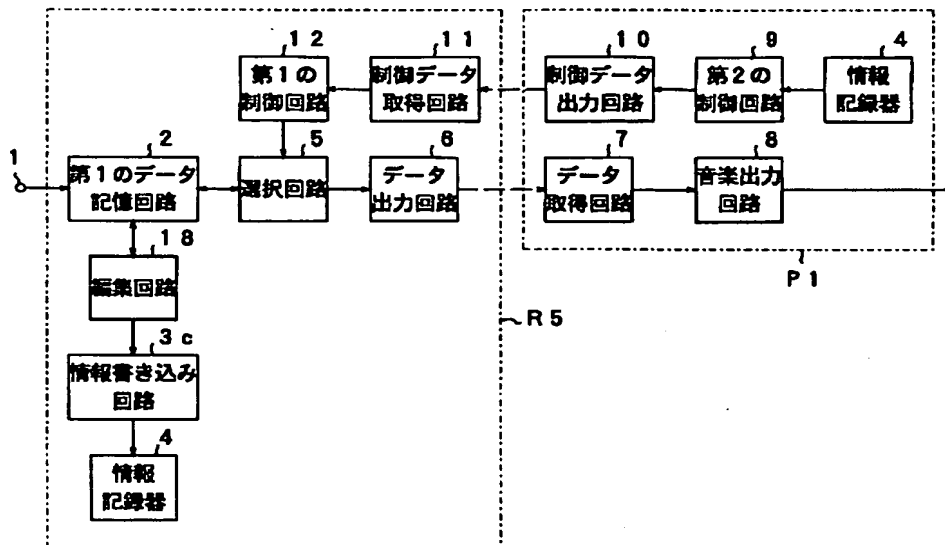 12
11
10
9
4
第1の
制御回路
制御データ
取得回路
制御データ
出力回路
第2の
制御回路
情報
記録器
1
2
5
6
7
8
第1のデータ
記憶回路
選択回路
データ
出力回路
データ
取得回路
音楽出力
回路
18
P1
編集回路
R5
3c
情報書き込み
回路
4
情報
記録器